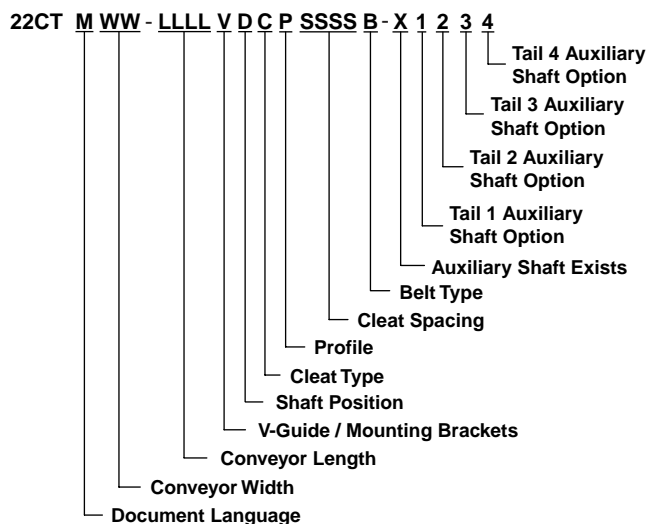 22CT M WW - LLLL V D C P SSSS B - X 1 2 3 4
Tail 4 Auxiliary
Shaft Option
Tail 3 Auxiliary
Shaft Option
Tail 2 Auxiliary
Shaft Option
Tail 1 Auxiliary
Shaft Option
Auxiliary Shaft Exists
Belt Type
Cleat Spacing
Profile
Cleat Type
Shaft Position
V-Guide / Mounting Brackets
Conveyor Length
Conveyor Width
Document Language